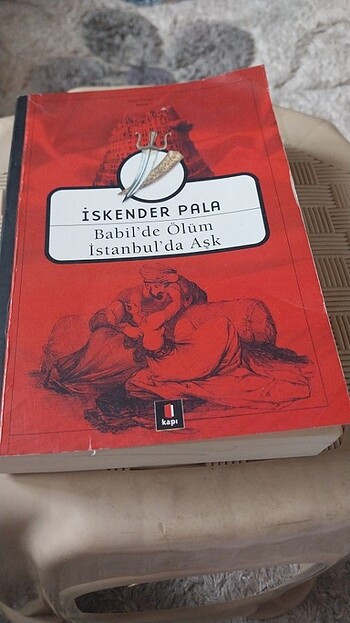 İSKENDER PALA
Babil'de Ölüm
İstanbul'da Aşk
kapı